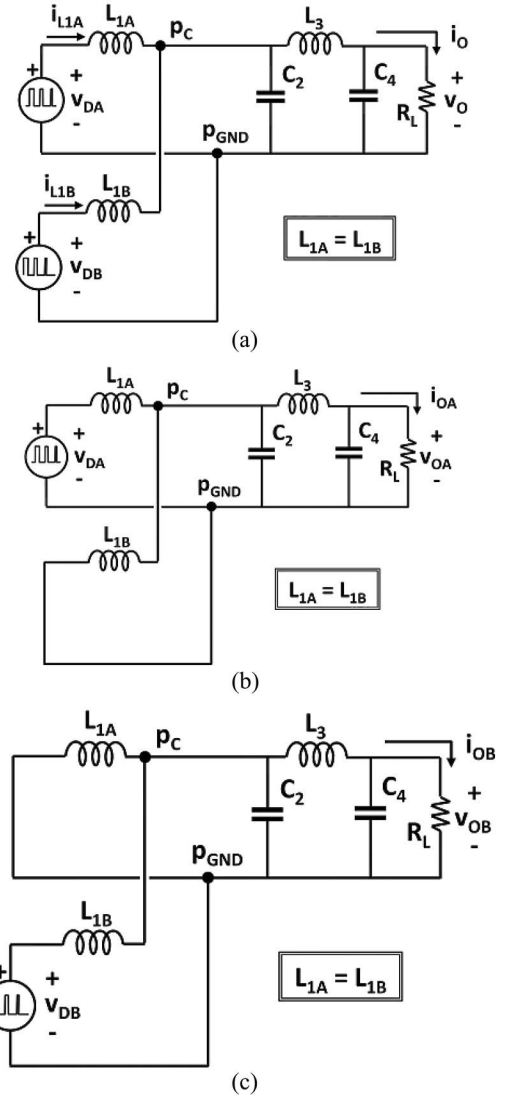 i_L1A L_1A p_C L_3 i_O
+ + C_2 C_4 +
v_DA R_L v_O
- p_GND -
i_L1B L_1B
+ + L_1A = L_1B
v_DB
-
(a)
L_1A p_C L_3 i_OA
+ + C_2 C_4 +
v_DA R_L v_OA
- p_GND -
L_1B
L_1A = L_1B
(b)
L_1A p_C L_3 i_OB
C_2 C_4 +
R_L v_OB
p_GND -
L_1B
+ + L_1A = L_1B
v_DB
-
(c)